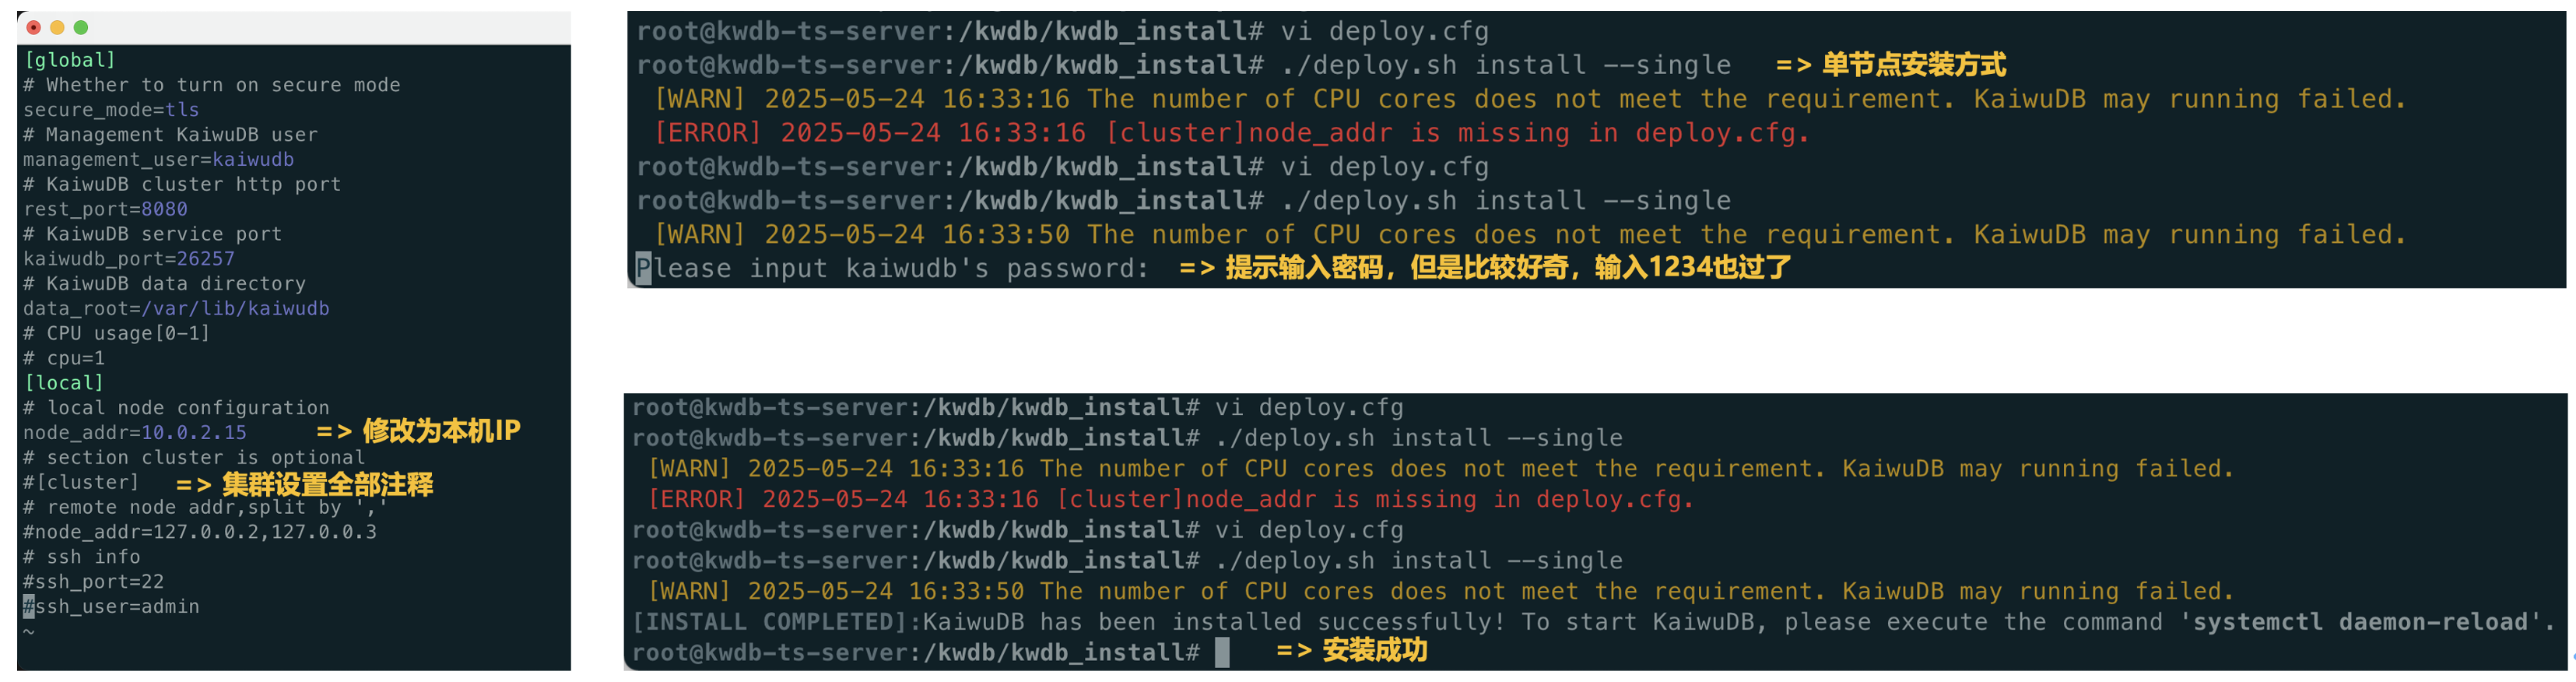 [global]
# Whether to turn on secure mode
secure_mode=tls
# Management KaiwuDB user
management_user=kaiwudb
# KaiwuDB cluster http port
rest_port=8080
# KaiwuDB service port
kaiwudb_port=26257
# KaiwuDB data directory
data_root=/var/lib/kaiwudb
# CPU usage[0-1]
# cpu=1
[local]
# local node configuration
node_addr=10.0.2.15 => 修改为本机IP
# section cluster is optional
#[cluster] => 集群设置全部注释
# remote node addr,split by ','
#node_addr=127.0.0.2,127.0.0.3
# ssh info
#ssh_port=22
#ssh_user=admin
~
root@kwdb-ts-server:/kwdb/kwdb_install# vi deploy.cfg
root@kwdb-ts-server:/kwdb/kwdb_install# ./deploy.sh install --single => 单节点安装方式
[WARN] 2025-05-24 16:33:16 The number of CPU cores does not meet the requirement. KaiwuDB may running failed.
[ERROR] 2025-05-24 16:33:16 [cluster]node_addr is missing in deploy.cfg.
root@kwdb-ts-server:/kwdb/kwdb_install# vi deploy.cfg
root@kwdb-ts-server:/kwdb/kwdb_install# ./deploy.sh install --single
[WARN] 2025-05-24 16:33:50 The number of CPU cores does not meet the requirement. KaiwuDB may running failed.
Please input kaiwudb's password: => 提示输入密码，但是比较好奇，输入1234也过了
root@kwdb-ts-server:/kwdb/kwdb_install# vi deploy.cfg
root@kwdb-ts-server:/kwdb/kwdb_install# ./deploy.sh install --single
[WARN] 2025-05-24 16:33:16 The number of CPU cores does not meet the requirement. KaiwuDB may running failed.
[ERROR] 2025-05-24 16:33:16 [cluster]node_addr is missing in deploy.cfg.
root@kwdb-ts-server:/kwdb/kwdb_install# vi deploy.cfg
root@kwdb-ts-server:/kwdb/kwdb_install# ./deploy.sh install --single
[WARN] 2025-05-24 16:33:50 The number of CPU cores does not meet the requirement. KaiwuDB may running failed.
[INSTALL COMPLETED]:KaiwuDB has been installed successfully! To start KaiwuDB, please execute the command 'systemctl daemon-reload'.
root@kwdb-ts-server:/kwdb/kwdb_install# => 安装成功